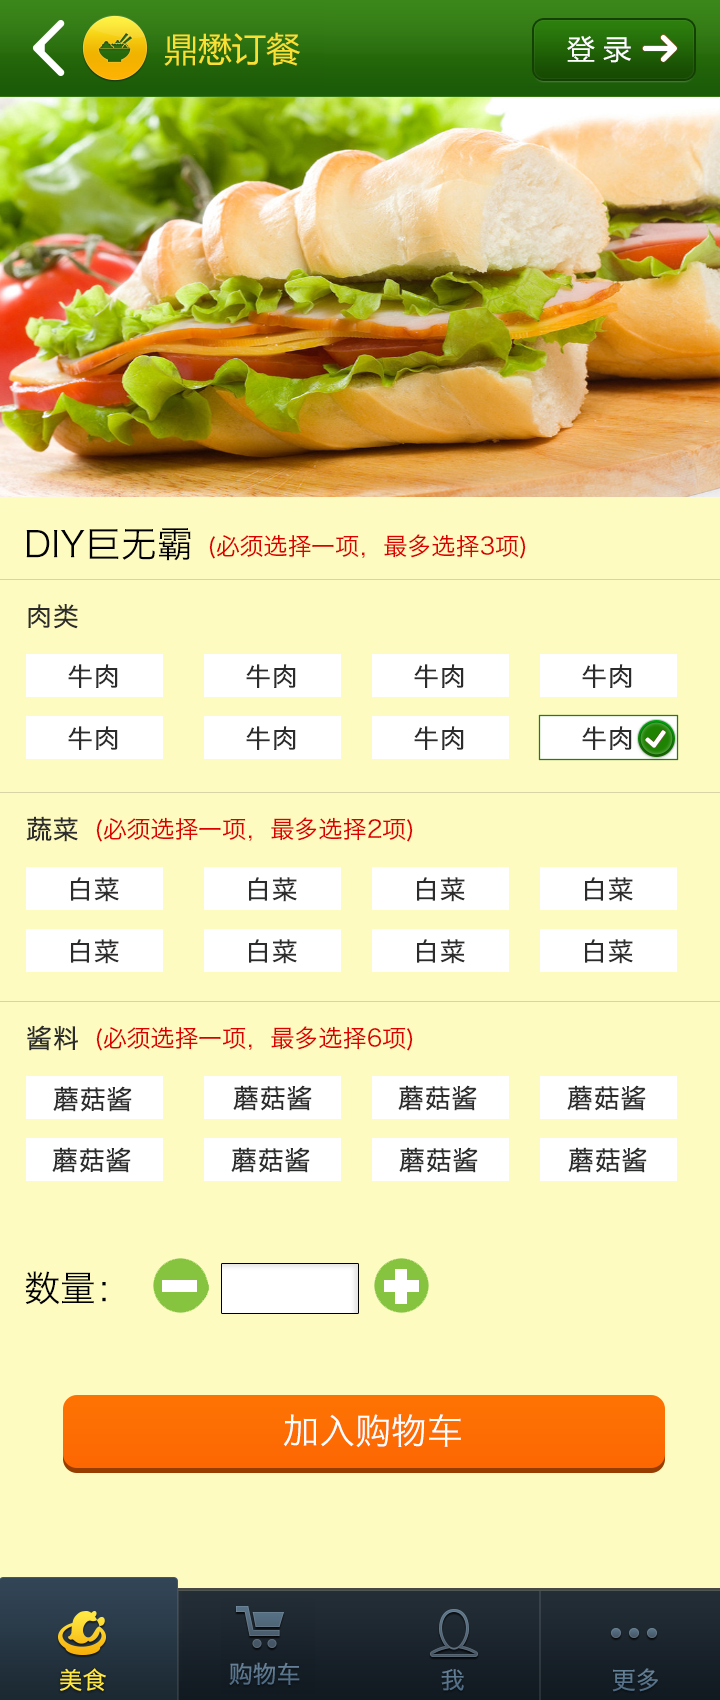 鼎懋订餐 登录
DIY巨无霸 (必须选择一项，最多选择3项)
肉类
牛肉 牛肉 牛肉 牛肉
牛肉 牛肉 牛肉 牛肉
蔬菜 (必须选择一项，最多选择2项)
白菜 白菜 白菜 白菜
白菜 白菜 白菜 白菜
酱料 (必须选择一项，最多选择6项)
蘑菇酱 蘑菇酱 蘑菇酱 蘑菇酱
蘑菇酱 蘑菇酱 蘑菇酱 蘑菇酱
数量：
加入购物车
美食 购物车 我 更多